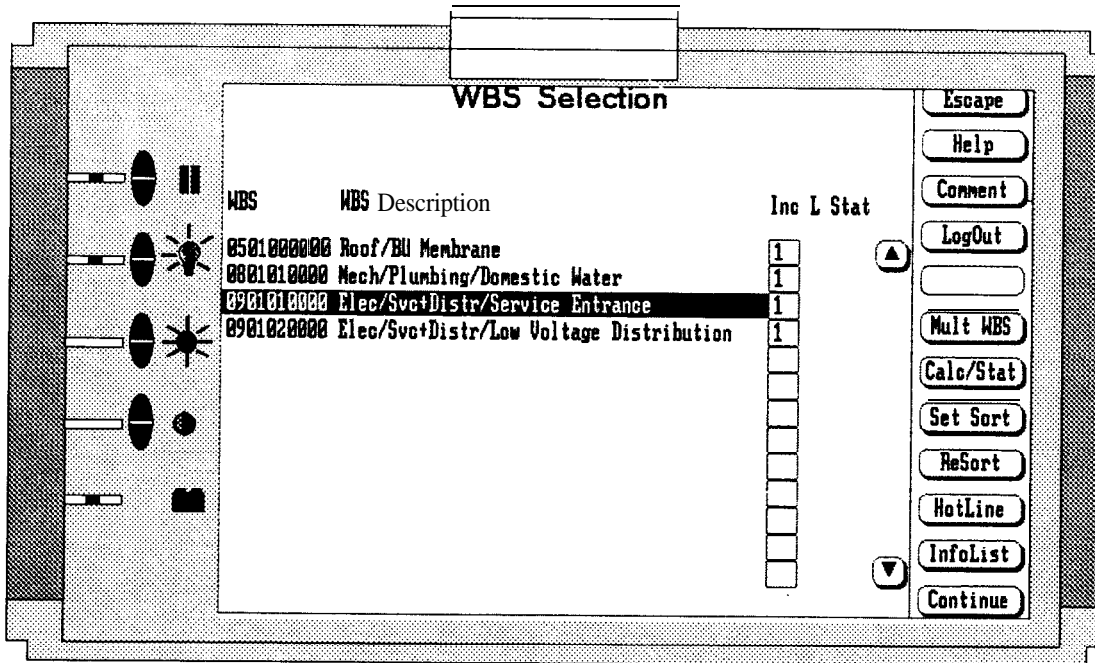 WBS Selection
WBS WBS Description Inc L Stat
0501000000 Roof/BU Membrane 1
0801010000 Mech/Plumbing/Domestic Water 1
0901010000 Elec/Svc+Distr/Service Entrance 1
0901020000 Elec/Svc+Distr/Low Voltage Distribution 1
Escape
Help
Comment
LogOut
Mult WBS
Calc/Stat
Set Sort
ReSort
HotLine
InfoList
Continue